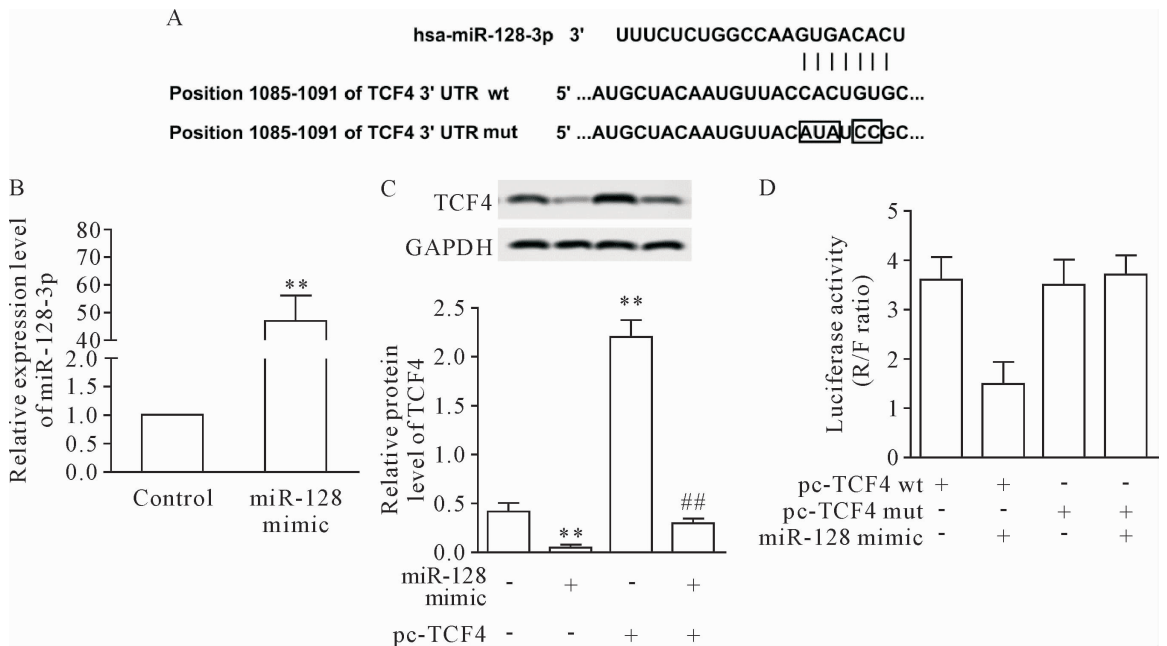 A
hsa-miR-128-3p 3' UUUCUCUGGCCAAGUGACACU
Position 1085-1091 of TCF4 3' UTR wt 5' ...AUGCUACAAUGUUACCACUGUGC...
Position 1085-1091 of TCF4 3' UTR mut 5' ...AUGCUACAAUGUUACAUAUCCGC...
B
Relative expression level
of miR-128-3p
80
70
60
50
40
2.0
1.5
1.0
0.5
0.0
**
Control
miR-128
mimic
C
TCF4
GAPDH
Relative protein
level of TCF4
2.5
2.0
1.5
1.0
0.5
0.0
**
**
##
miR-128
mimic
- + - +
pc-TCF4 - - + +
D
Luciferase activity
(R/F ratio)
5
4
3
2
1
0
pc-TCF4 wt + + - -
pc-TCF4 mut - - + +
miR-128 mimic - + - +